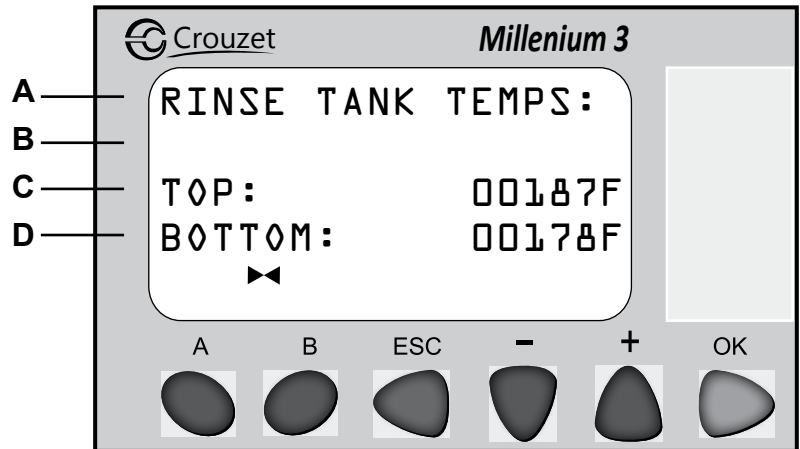 Crouzet Millenium 3
A RINSE TANK TEMPS:
B
C TOP: 00187F
D BOTTOM: 00178F
A B ESC - + OK